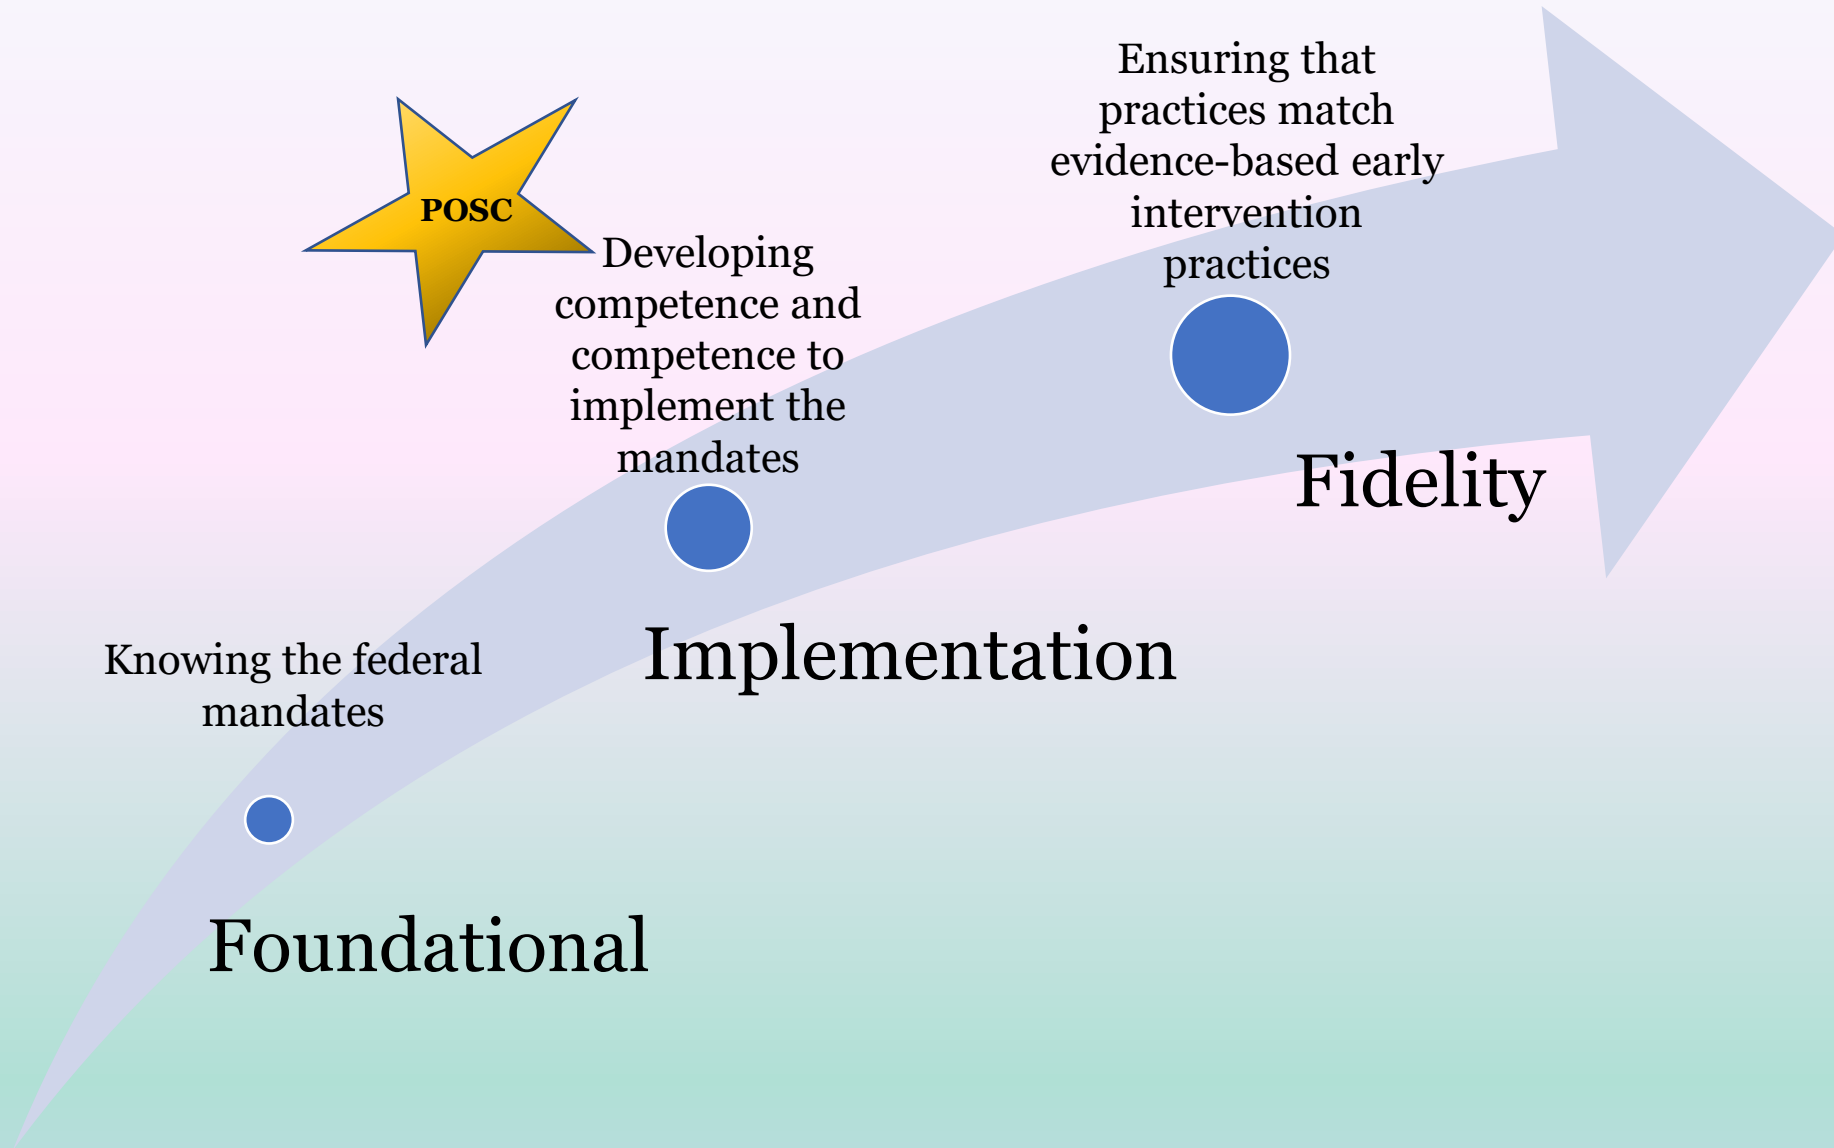 POSC
Ensuring that
practices match
evidence-based early
intervention
practices
Developing
competence and
competence to
implement the
mandates
Fidelity
Implementation
Knowing the federal
mandates
Foundational